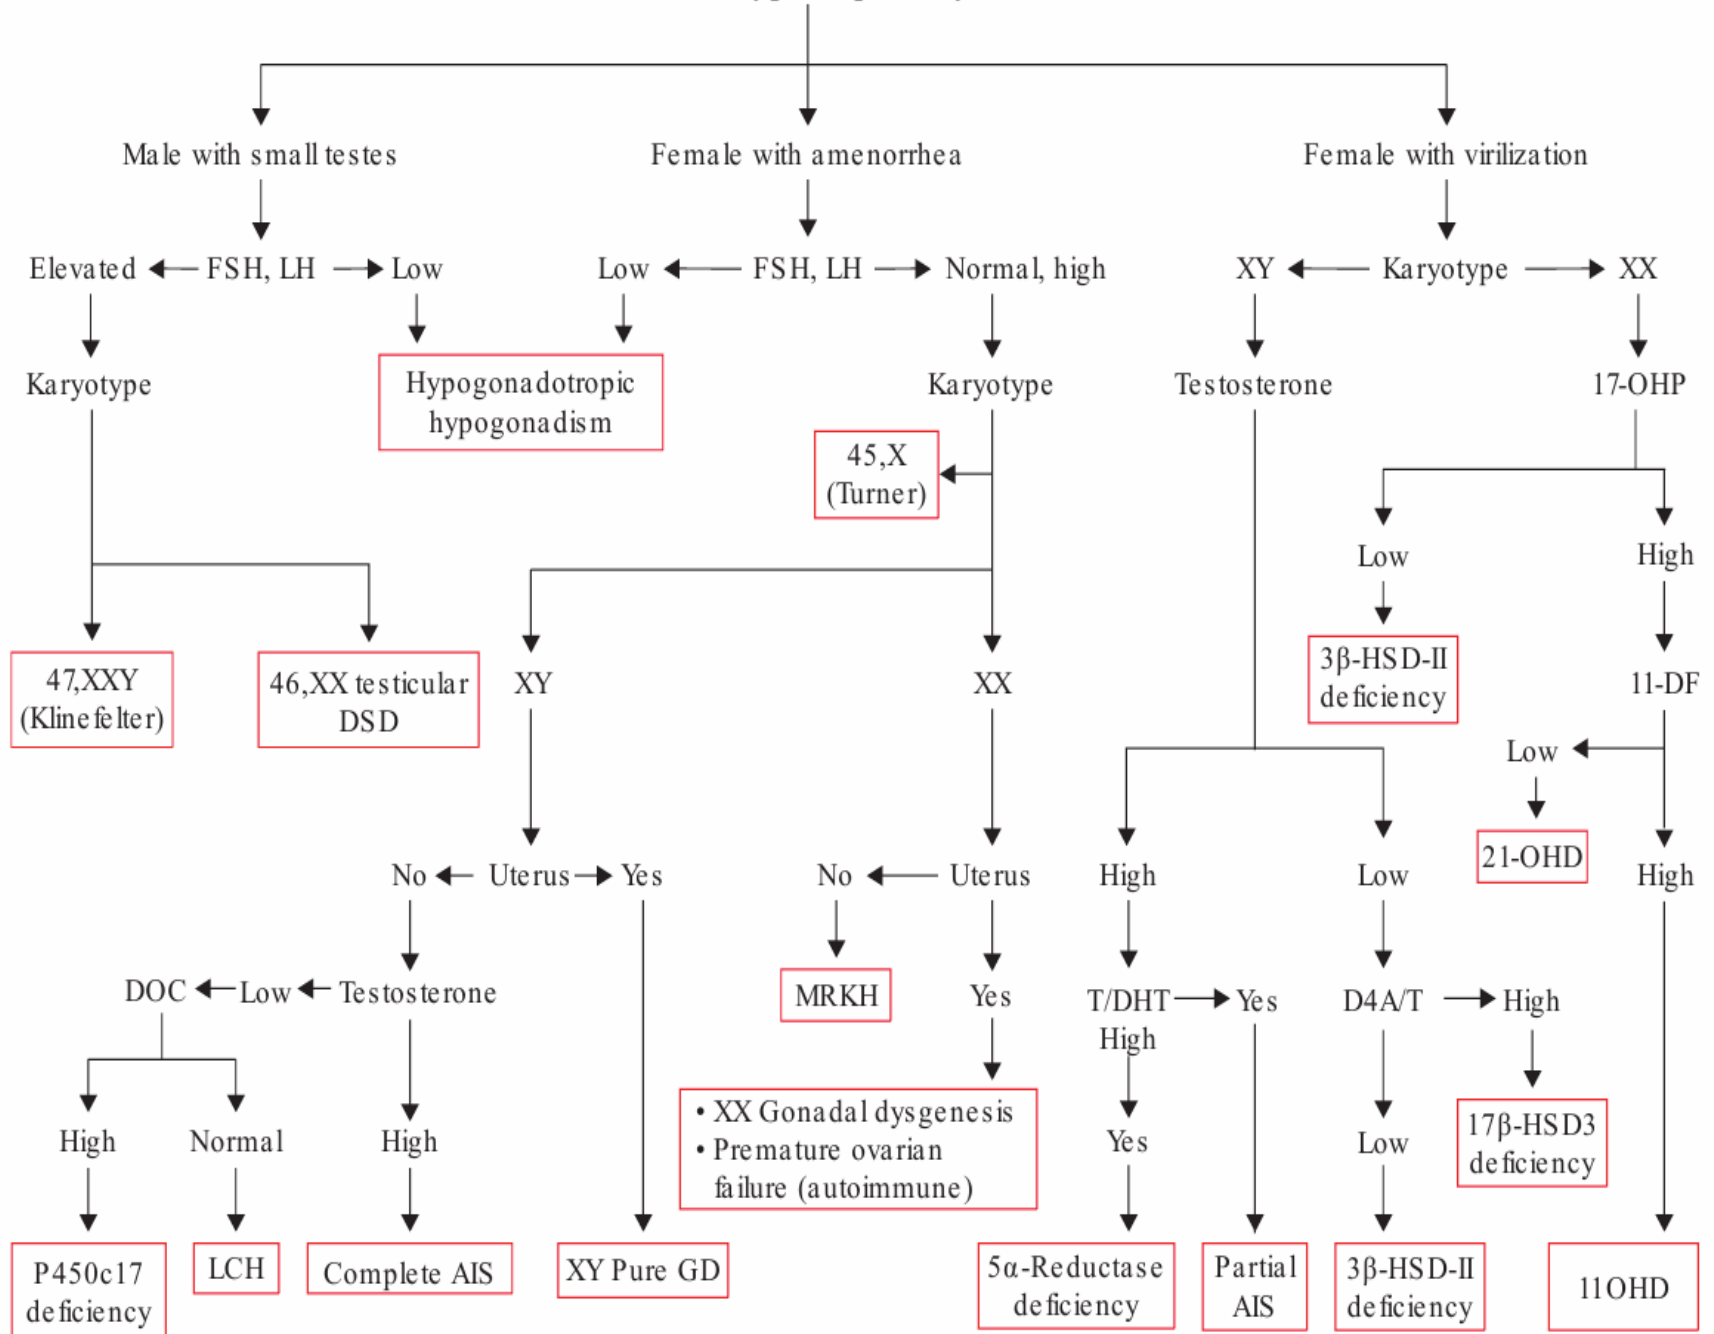 Male with small testes
Female with amenorrhea
Female with virilization
Elevated
FSH, LH
Low
Low
FSH, LH
Normal, high
XY
Karyotype
XX
Karyotype
Hypogonadotropic
hypogonadism
Karyotype
Testosterone
17-OHP
45,X
(Turner)
Low
High
47,XXY
(Klinefelter)
46,XX testicular
DSD
XY
XX
3β-HSD-II
deficiency
11-DF
Low
21-OHD
No
Uterus
Yes
No
Uterus
High
Low
High
DOC
Low
Testosterone
MRKH
Yes
T/DHT
High
Yes
D4A/T
High
High
Normal
High
• XX Gonadal dysgenesis
• Premature ovarian
failure (autoimmune)
Yes
Low
17β-HSD3
deficiency
P450c17
deficiency
LCH
Complete AIS
XY Pure GD
5α-Reductase
deficiency
Partial
AIS
3β-HSD-II
deficiency
11OHD